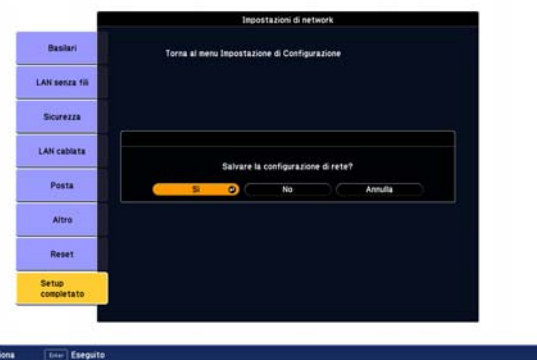 Impostazioni di network
Basilari
Torna al menu Impostazione di Configurazione
LAN senza fili
Sicurezza
LAN cablata
Salvare la configurazione di rete?
Posta
Sì No Annulla
Altro
Reset
Setup
completato
iona Enter Eseguito